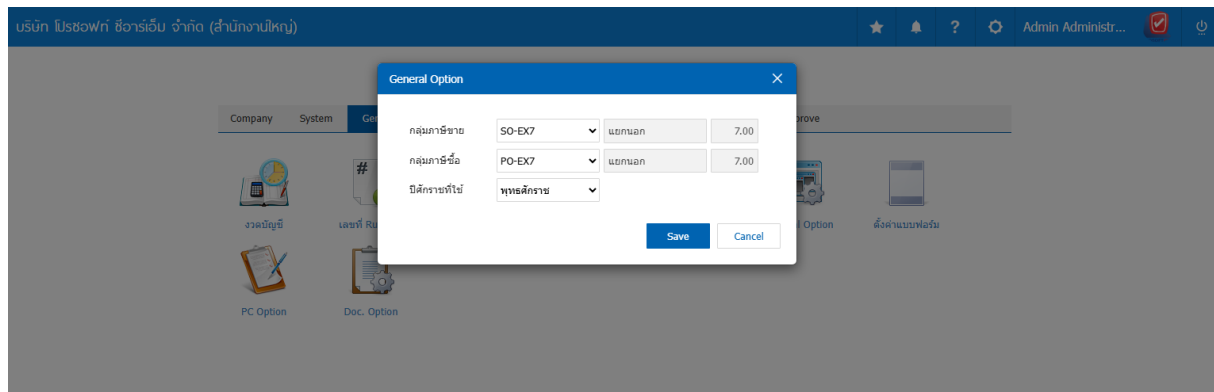 บริษัท โปรซอฟท์ ซีอาร์เอ็ม จำกัด (สำนักงานใหญ่) ? Admin Administr...
General Option
Company System Ger prove
กลุ่มภาษีขาย SO-EX7 แยกนอก 7.00
กลุ่มภาษีซื้อ PO-EX7 แยกนอก 7.00
ปีศักราชที่ใช้ พุทธศักราช
#
งวดบัญชี เลขที่ Ru l Option ตั้งค่าแบบฟอร์ม
Save Cancel
PC Option Doc. Option